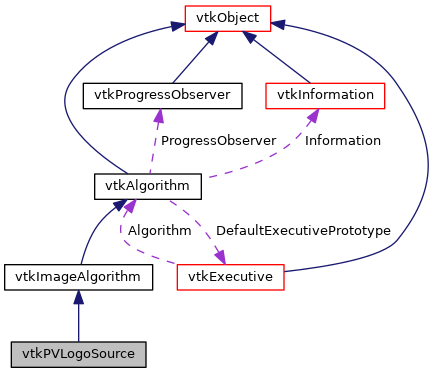 vtkObject
vtkProgressObserver
vtkInformation
ProgressObserver
Information
vtkAlgorithm
Algorithm
DefaultExecutivePrototype
vtkImageAlgorithm
vtkExecutive
vtkPVLogoSource